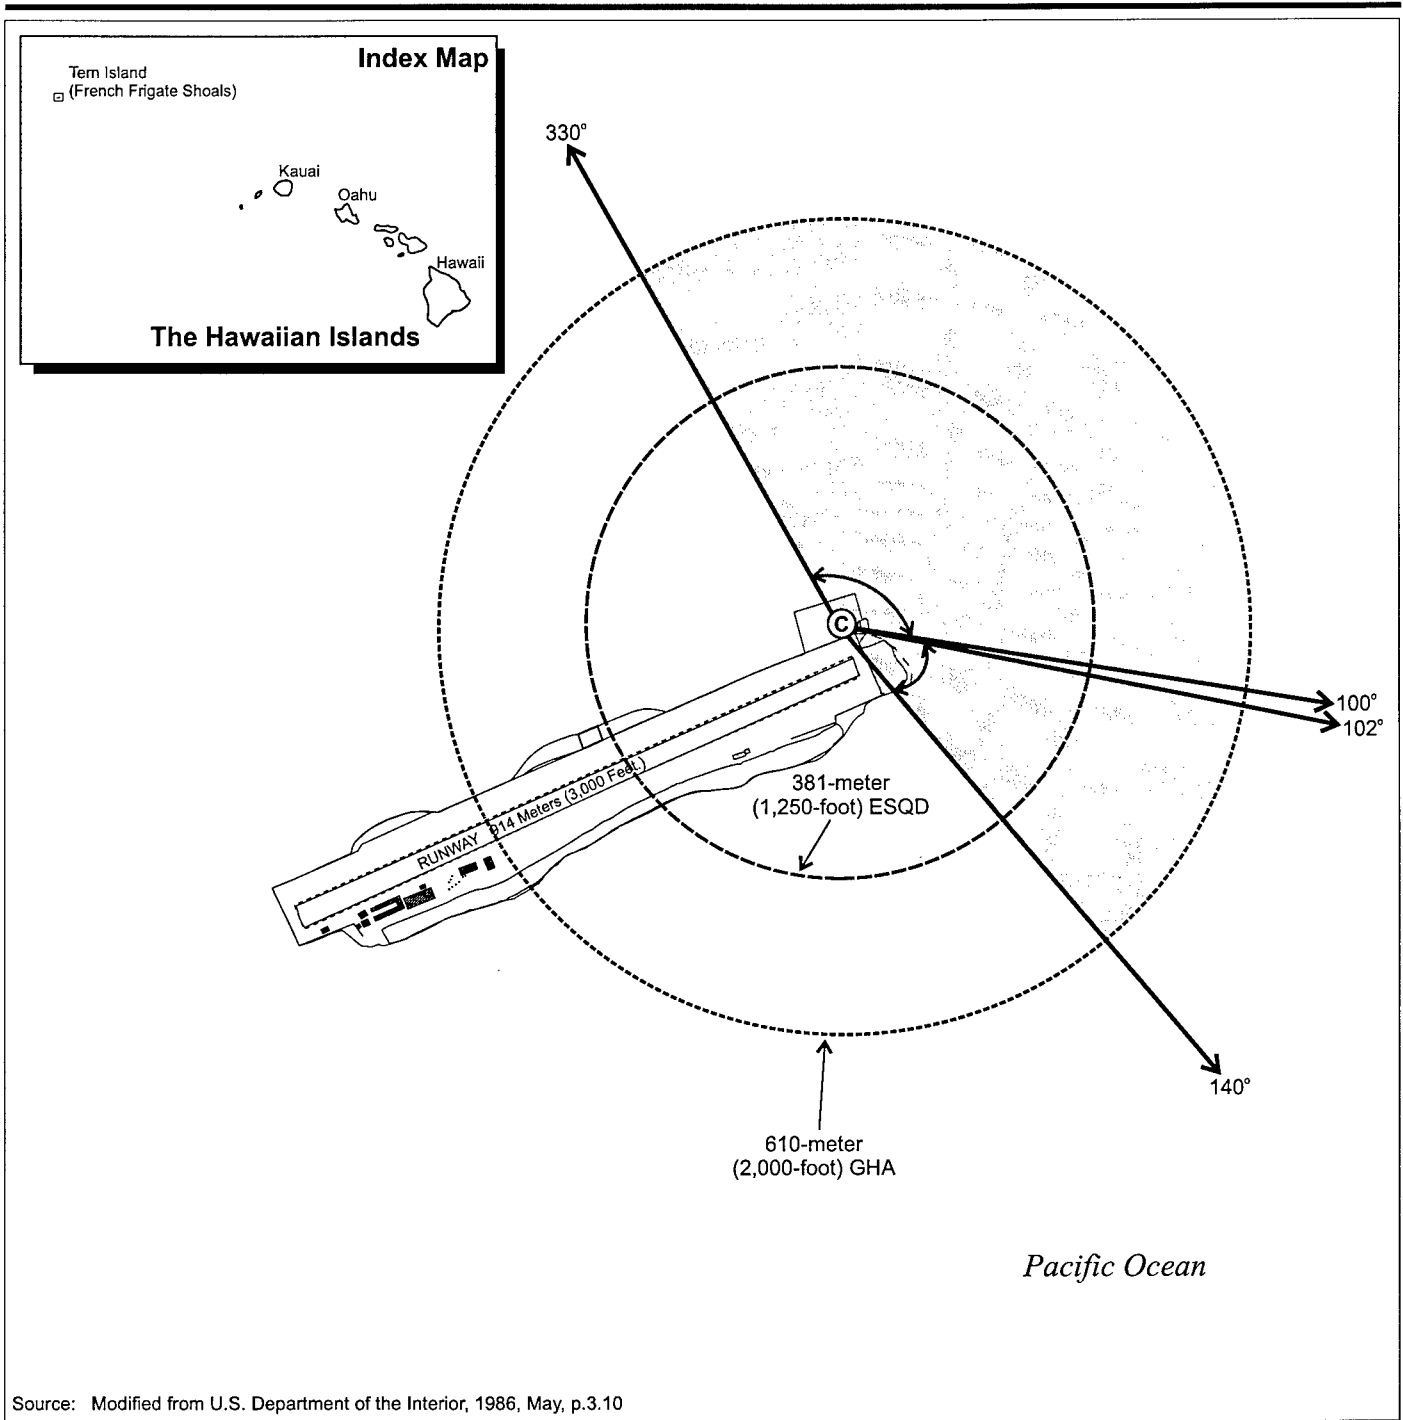 Index Map
Tern Island
(French Frigate Shoals)
Kauai
Oahu
Hawaii
The Hawaiian Islands
330°
C
100°
102°
381-meter
(1,250-foot) ESQD
RUNWAY 914 Meters (3,000 Feet.)
140°
610-meter
(2,000-foot) GHA
Pacific Ocean
Source: Modified from U.S. Department of the Interior, 1986, May, p.3.10